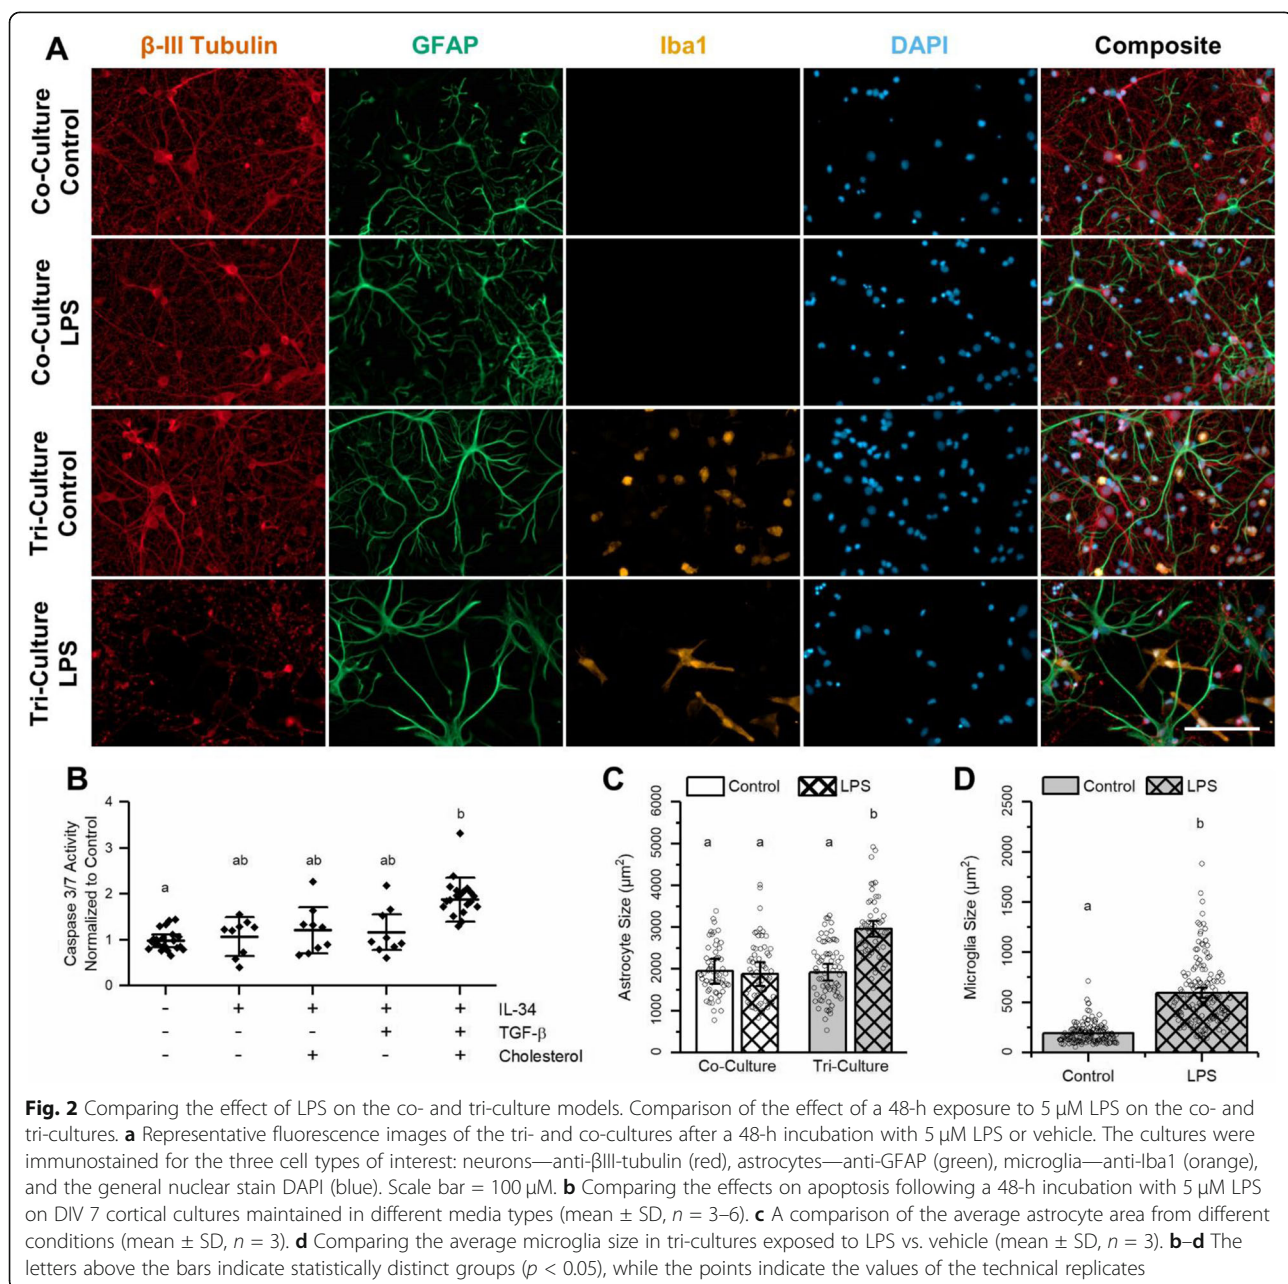 A
β-III Tubulin
GFAP
Iba1
DAPI
Composite
Co-Culture
Control
Co-Culture
LPS
Tri-Culture
Control
Tri-Culture
LPS
B
Caspase 3/7 Activity
Normalized to Control
4
3
2
1
0
a
ab
ab
ab
b
- + + + + IL-34
- - - + + TGF-β
- - + - + Cholesterol
C
Control
LPS
Astrocyte Size (µm²)
6000
5000
4000
3000
2000
1000
0
a
a
a
b
Co-Culture
Tri-Culture
D
Control
LPS
Microglia Size (µm²)
2500
2000
1500
1000
500
0
a
b
Control
LPS
Fig. 2 Comparing the effect of LPS on the co- and tri-culture models. Comparison of the effect of a 48-h exposure to 5 µM LPS on the co- and
tri-cultures. a Representative fluorescence images of the tri- and co-cultures after a 48-h incubation with 5 µM LPS or vehicle. The cultures were
immunostained for the three cell types of interest: neurons—anti-βIII-tubulin (red), astrocytes—anti-GFAP (green), microglia—anti-Iba1 (orange),
and the general nuclear stain DAPI (blue). Scale bar = 100 µM. b Comparing the effects on apoptosis following a 48-h incubation with 5 µM LPS
on DIV 7 cortical cultures maintained in different media types (mean ± SD, n = 3–6). c A comparison of the average astrocyte area from different
conditions (mean ± SD, n = 3). d Comparing the average microglia size in tri-cultures exposed to LPS vs. vehicle (mean ± SD, n = 3). b–d The
letters above the bars indicate statistically distinct groups (p < 0.05), while the points indicate the values of the technical replicates